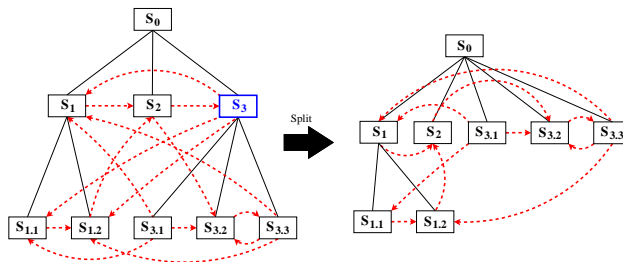 S0
S1 S2 S3
S1.1 S1.2 S3.1 S3.2 S3.3
Split
S0
S1 S2 S3.1 S3.2 S3.3
S1.1 S1.2